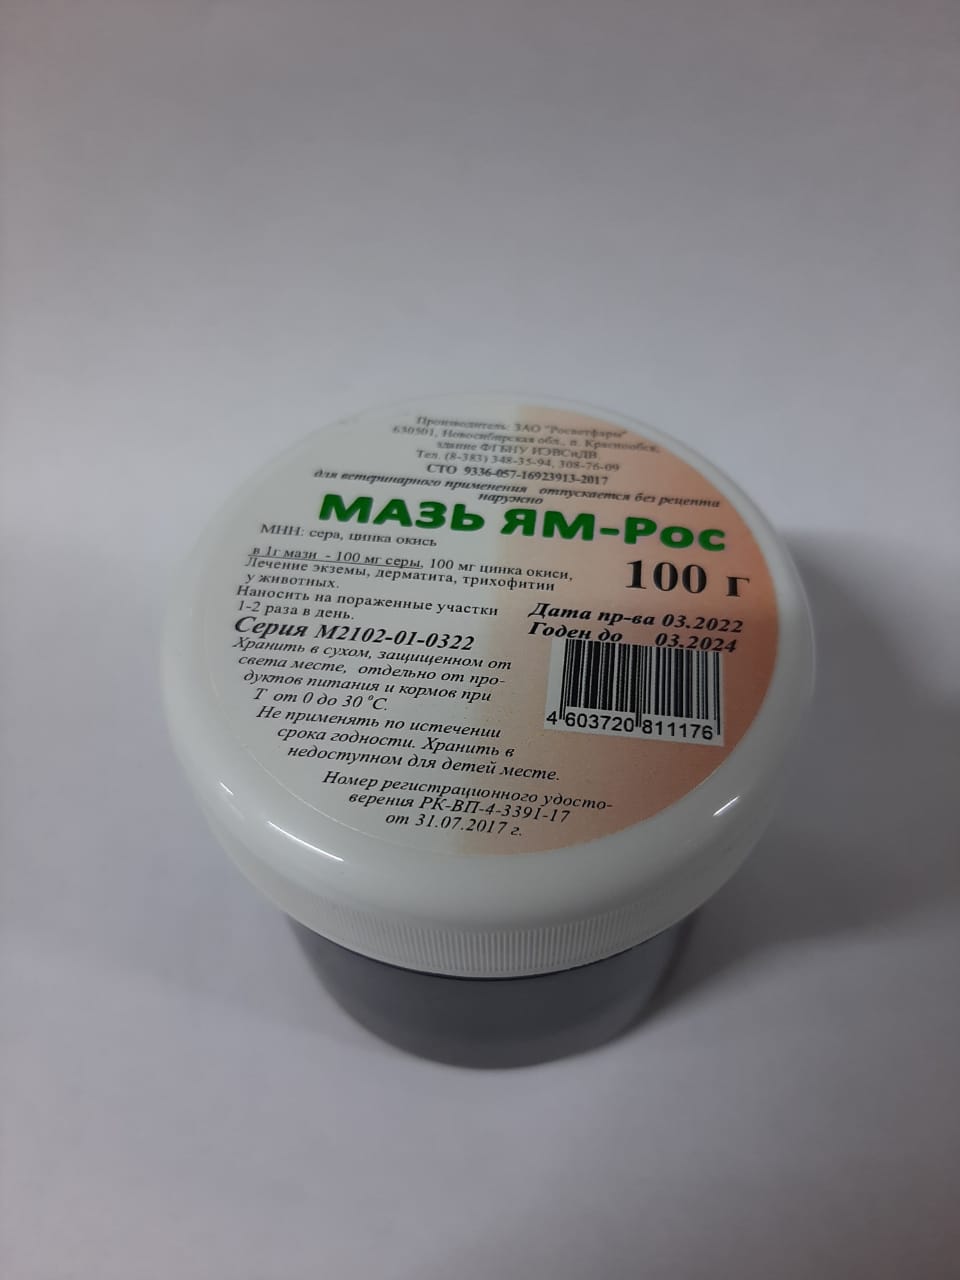 Производитель: ЗАО "Росветфарм"
630501, Новосибирская обл., п. Краснообск,
здание ФГБНУ ИЭВСиДВ
Тел. (8-383) 348-35-94, 308-76-09
СТО 9336-057-16923913-2017
для ветеринарного применения отпускается без рецепта
наружно
МАЗЬ ЯМ-Рос
МНН: сера, цинка окись
100 г
в 1г мази - 100 мг серы, 100 мг цинка окиси,
Лечение экземы, дерматита, трихофитии
у животных.
Наносить на пораженные участки
1-2 раза в день.
Дата пр-ва 03.2022
Годен до 03.2024
Серия М2102-01-0322
Хранить в сухом, защищенном от
света месте, отдельно от про-
дуктов питания и кормов при
Т от 0 до 30 °С.
4 603720 811176
Не применять по истечении
срока годности. Хранить в
недоступном для детей месте.
Номер регистрационного удосто-
верения РК-ВП-4-3391-17
от 31.07.2017 г.